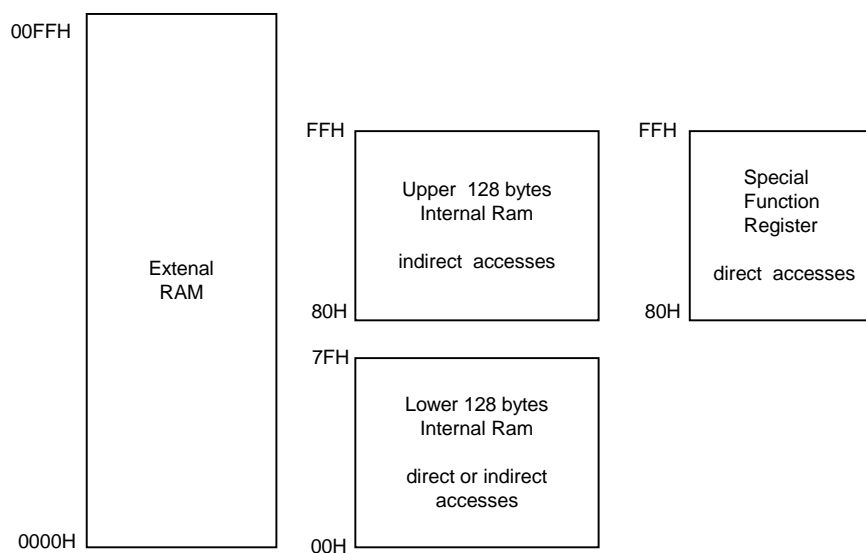 00FFH
Extenal
RAM
0000H
FFH
Upper 128 bytes
Internal Ram
indirect accesses
80H
7FH
Lower 128 bytes
Internal Ram
direct or indirect
accesses
00H
FFH
Special
Function
Register
direct accesses
80H